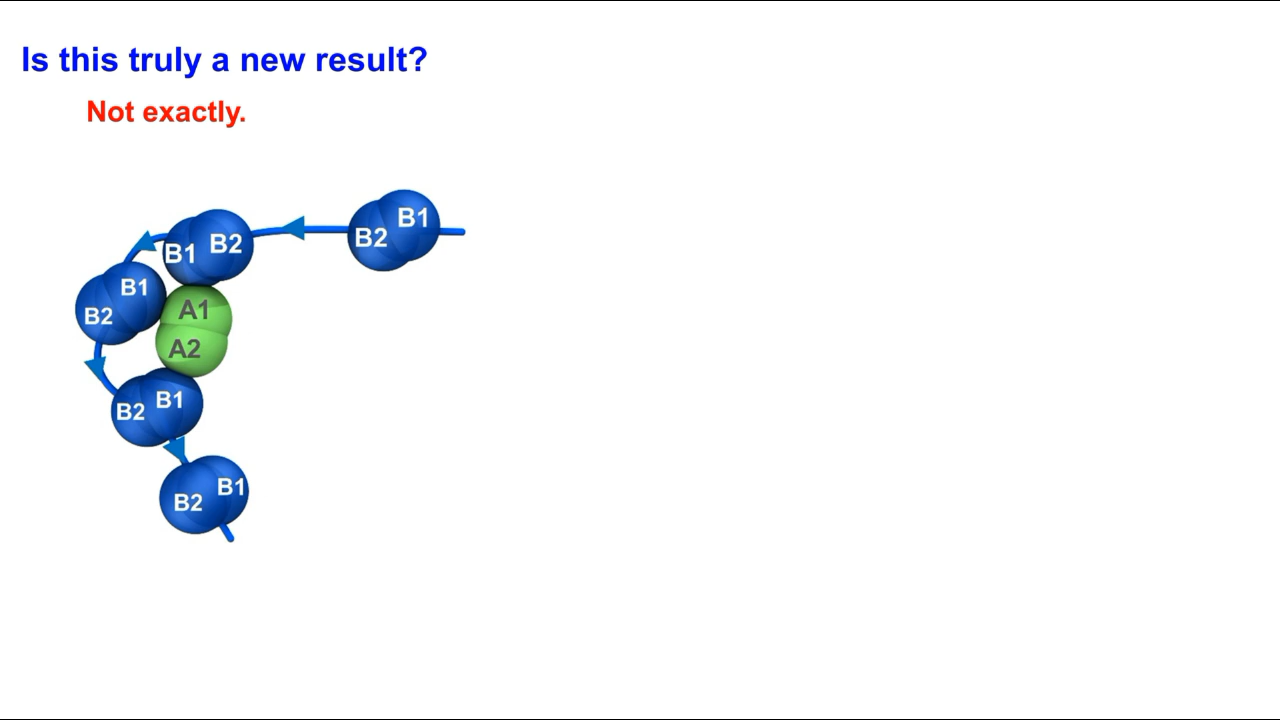 Is this truly a new result?
Not exactly.
B2 B1
B1 B2
B2 B1
A1
A2
B2 B1
B2 B1